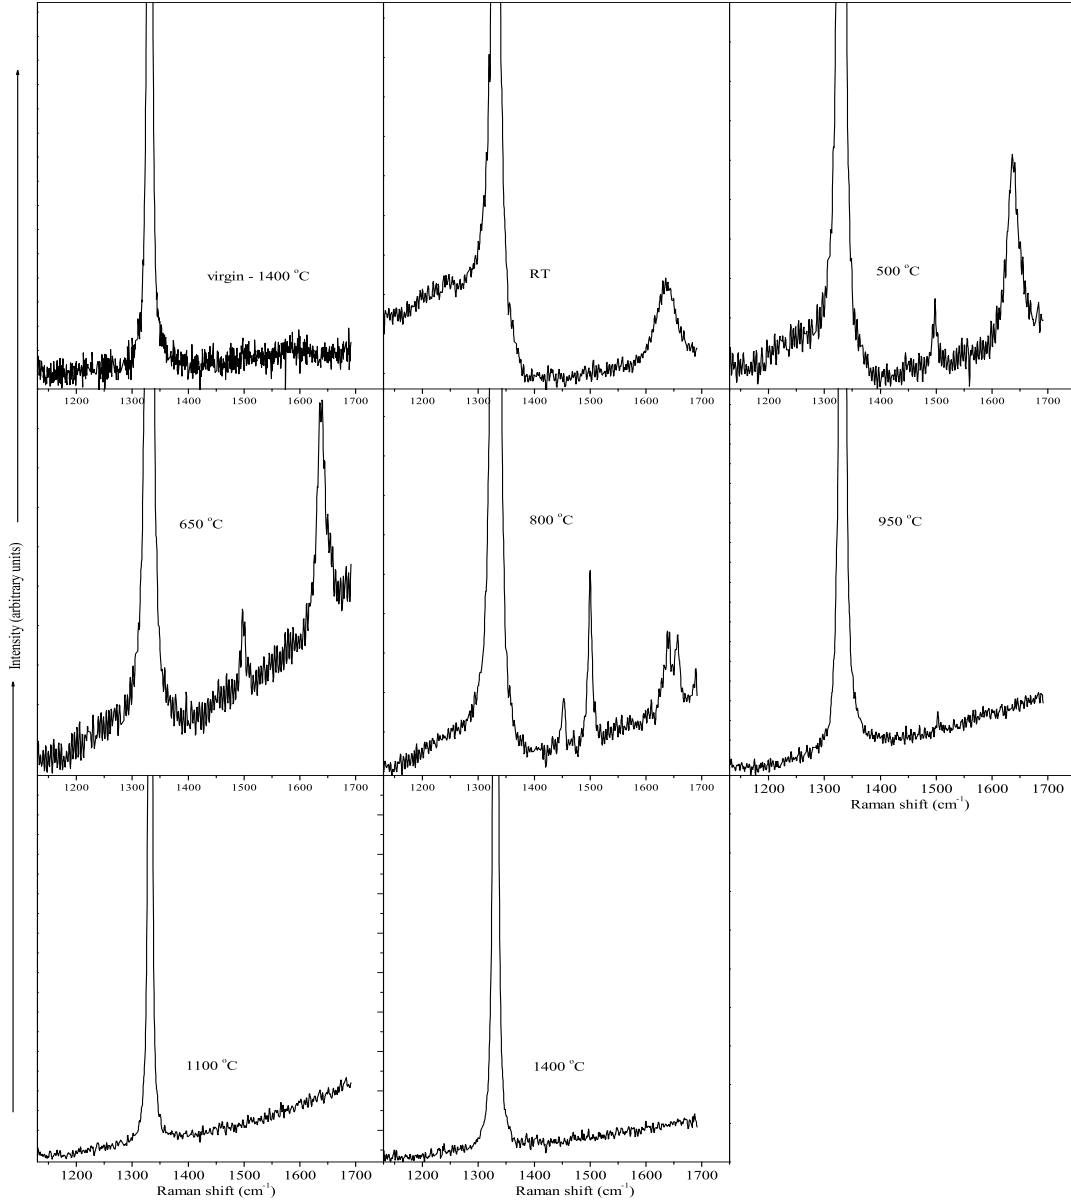 virgin - 1400 °C
RT
500 °C
1200 1300 1400 1500 1600 1700
1200 1300 1400 1500 1600 1700
1200 1300 1400 1500 1600 1700
Intensity (arbitrary units)
650 °C
800 °C
950 °C
1200 1300 1400 1500 1600 1700
1200 1300 1400 1500 1600 1700
1200 1300 1400 1500 1600 1700
Raman shift (cm⁻¹)
1100 °C
1400 °C
1200 1300 1400 1500 1600 1700
1200 1300 1400 1500 1600 1700
Raman shift (cm⁻¹)
Raman shift (cm⁻¹)